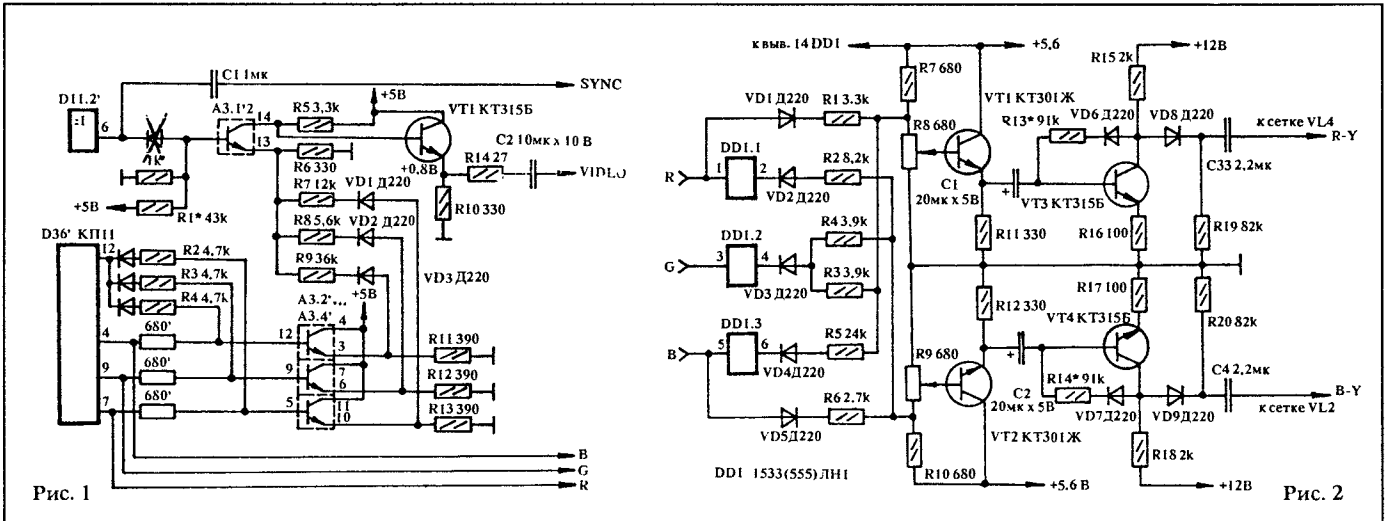 C1 1мк
SYNC
D11.2'
=1
6
1к*
+5В
R1* 43k
А3.1'2
14
13
R5 3,3k
+5В
VT1 КТ315Б
+0,8В
R14 27
C2 10мк х 10 В
VIDEO
R6 330
R7 12k
VD1 Д220
R8 5,6k
VD2 Д220
R9 36k
VD3 Д220
R10 330
+5В
D36' КП11
12
R2 4,7k
R3 4,7k
R4 4,7k
4
680'
9
680'
7
680'
А3.2'...
А3.4'
12
4
3
9
7
6
5
11
10
R11 390
R12 390
R13 390
B
G
R
Рис. 1
к выв. 14 DD1
+5,6
R7 680
VD1 Д220
R1 3.3k
R8 680
VT1 КТ301Ж
DD1.1
R
1
2
VD2 Д220
R2 8,2k
C1
20мк х 5В
R11 330
DD1.2
G
3
4
VD3 Д220
R4 3,9k
R3 3,9k
R12 330
DD1.3
B
5
6
VD4 Д220
R5 24k
R9 680
VD5 Д220
R6 2.7k
C2
20мк х 5В
VT2 КТ301Ж
R10 680
+5.6 В
DD1 1533(555)ЛН1
R15 2k
+12В
R13* 91k
VD6 Д220
VD8 Д220
к сетке VL4
R-Y
C33 2,2мк
VT3 КТ315Б
R16 100
R19 82k
R17 100
VT4 КТ315Б
R20 82k
R14* 91k
VD7 Д220
VD9 Д220
C4 2,2мк
B-Y
к сетке VL2
R18 2k
+12В
Рис. 2